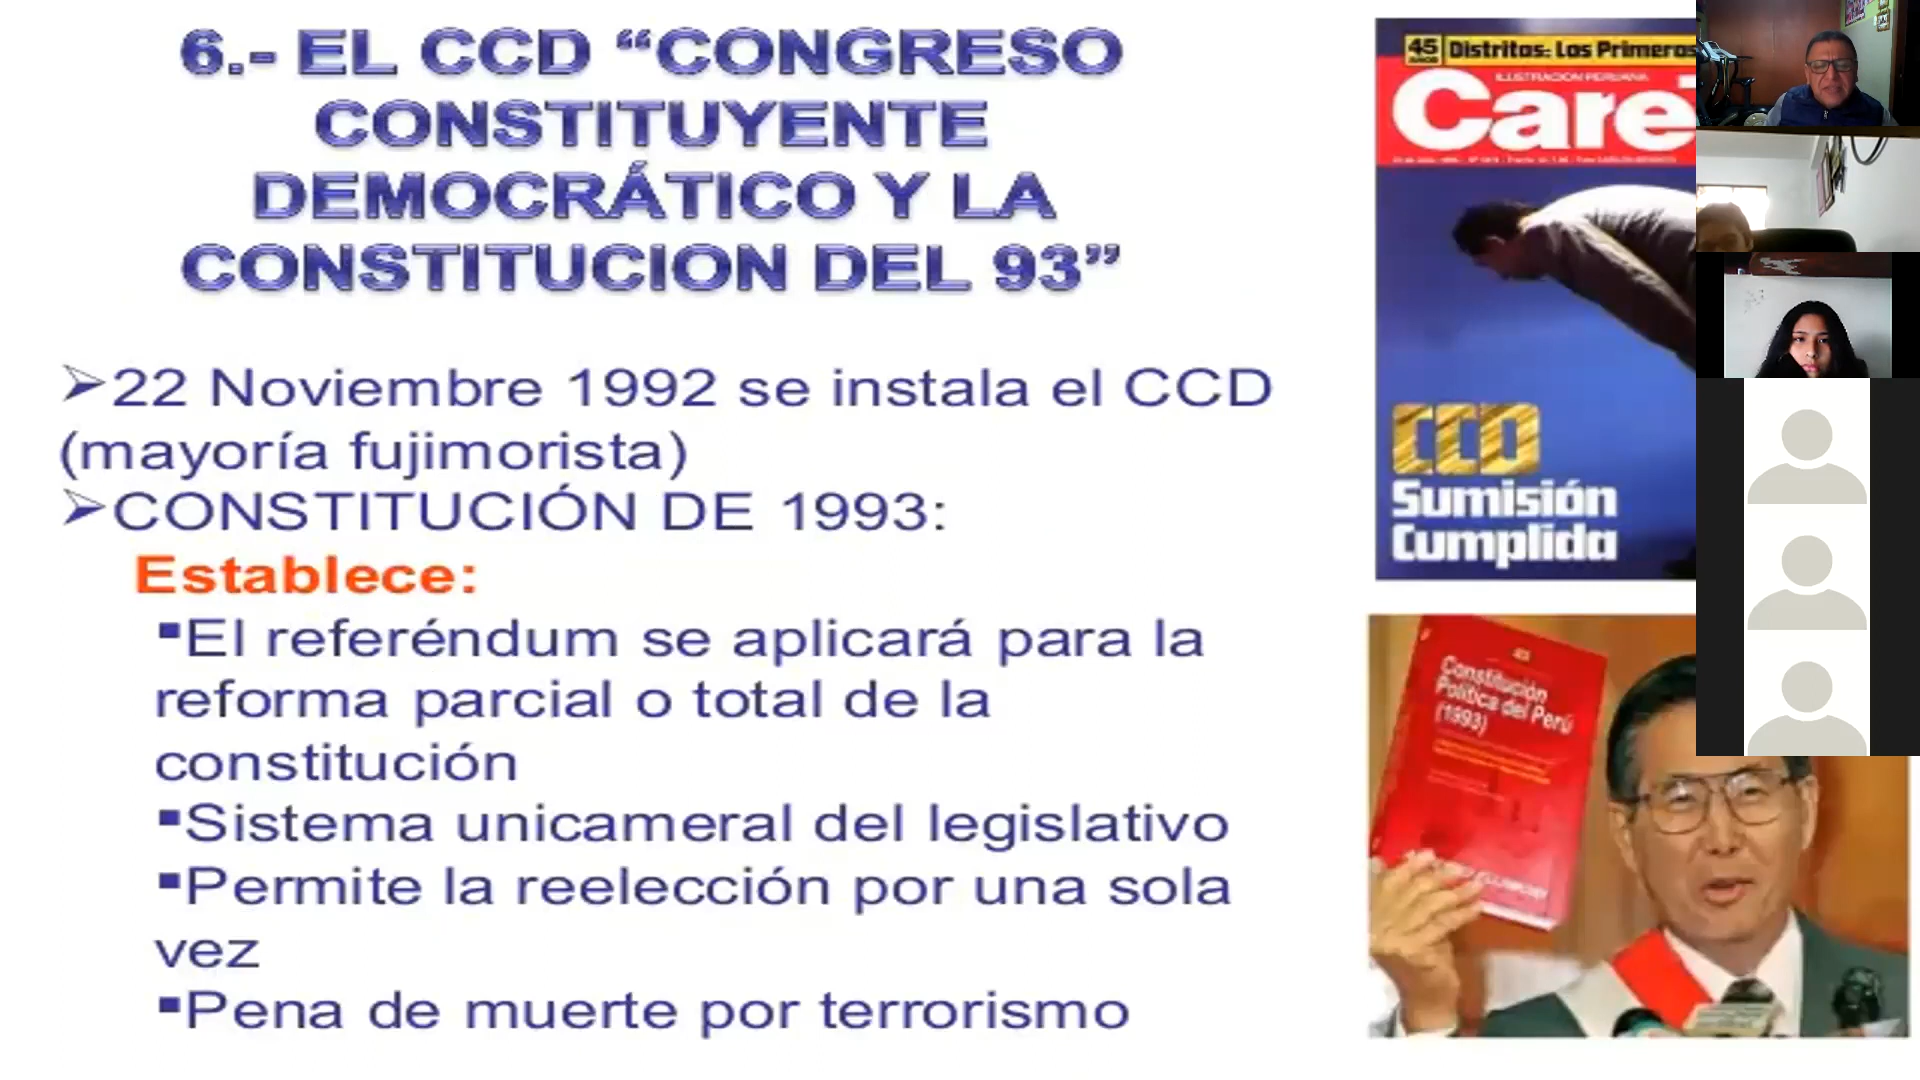 6.- EL CCD “CONGRESO
CONSTITUYENTE
DEMOCRÁTICO Y LA
CONSTITUCION DEL 93”
➢22 Noviembre 1992 se instala el CCD
(mayoría fujimorista)
➢CONSTITUCIÓN DE 1993:
Establece:
▪El referéndum se aplicará para la
reforma parcial o total de la
constitución
▪Sistema unicameral del legislativo
▪Permite la reelección por una sola
vez
▪Pena de muerte por terrorismo
45 Distritos: Los Primeros
ILUSTRACION PERUANA
Care
CCD
Sumisión
Cumplida
Constitución
Política del Perú
(1993)